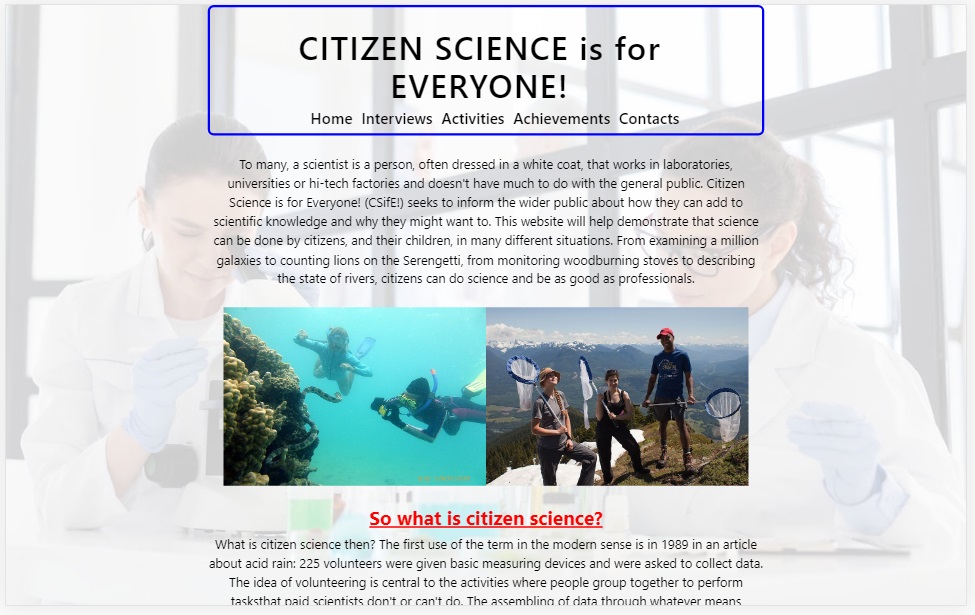 CITIZEN SCIENCE is for
EVERYONE!
Home Interviews Activities Achievements Contacts
To many, a scientist is a person, often dressed in a white coat, that works in laboratories,
universities or hi-tech factories and doesn't have much to do with the general public. Citizen
Science is for Everyone! (CSifE!) seeks to inform the wider public about how they can add to
scientific knowledge and why they might want to. This website will help demonstrate that science
can be done by citizens, and their children, in many different situations. From examining a million
galaxies to counting lions on the Serengetti, from monitoring woodburning stoves to describing
the state of rivers, citizens can do science and be as good as professionals.
So what is citizen science?
What is citizen science then? The first use of the term in the modern sense is in 1989 in an article
about acid rain: 225 volunteers were given basic measuring devices and were asked to collect data.
The idea of volunteering is central to the activities where people group together to perform
tasksthat paid scientists don't or can't do. The assembling of data through whatever means